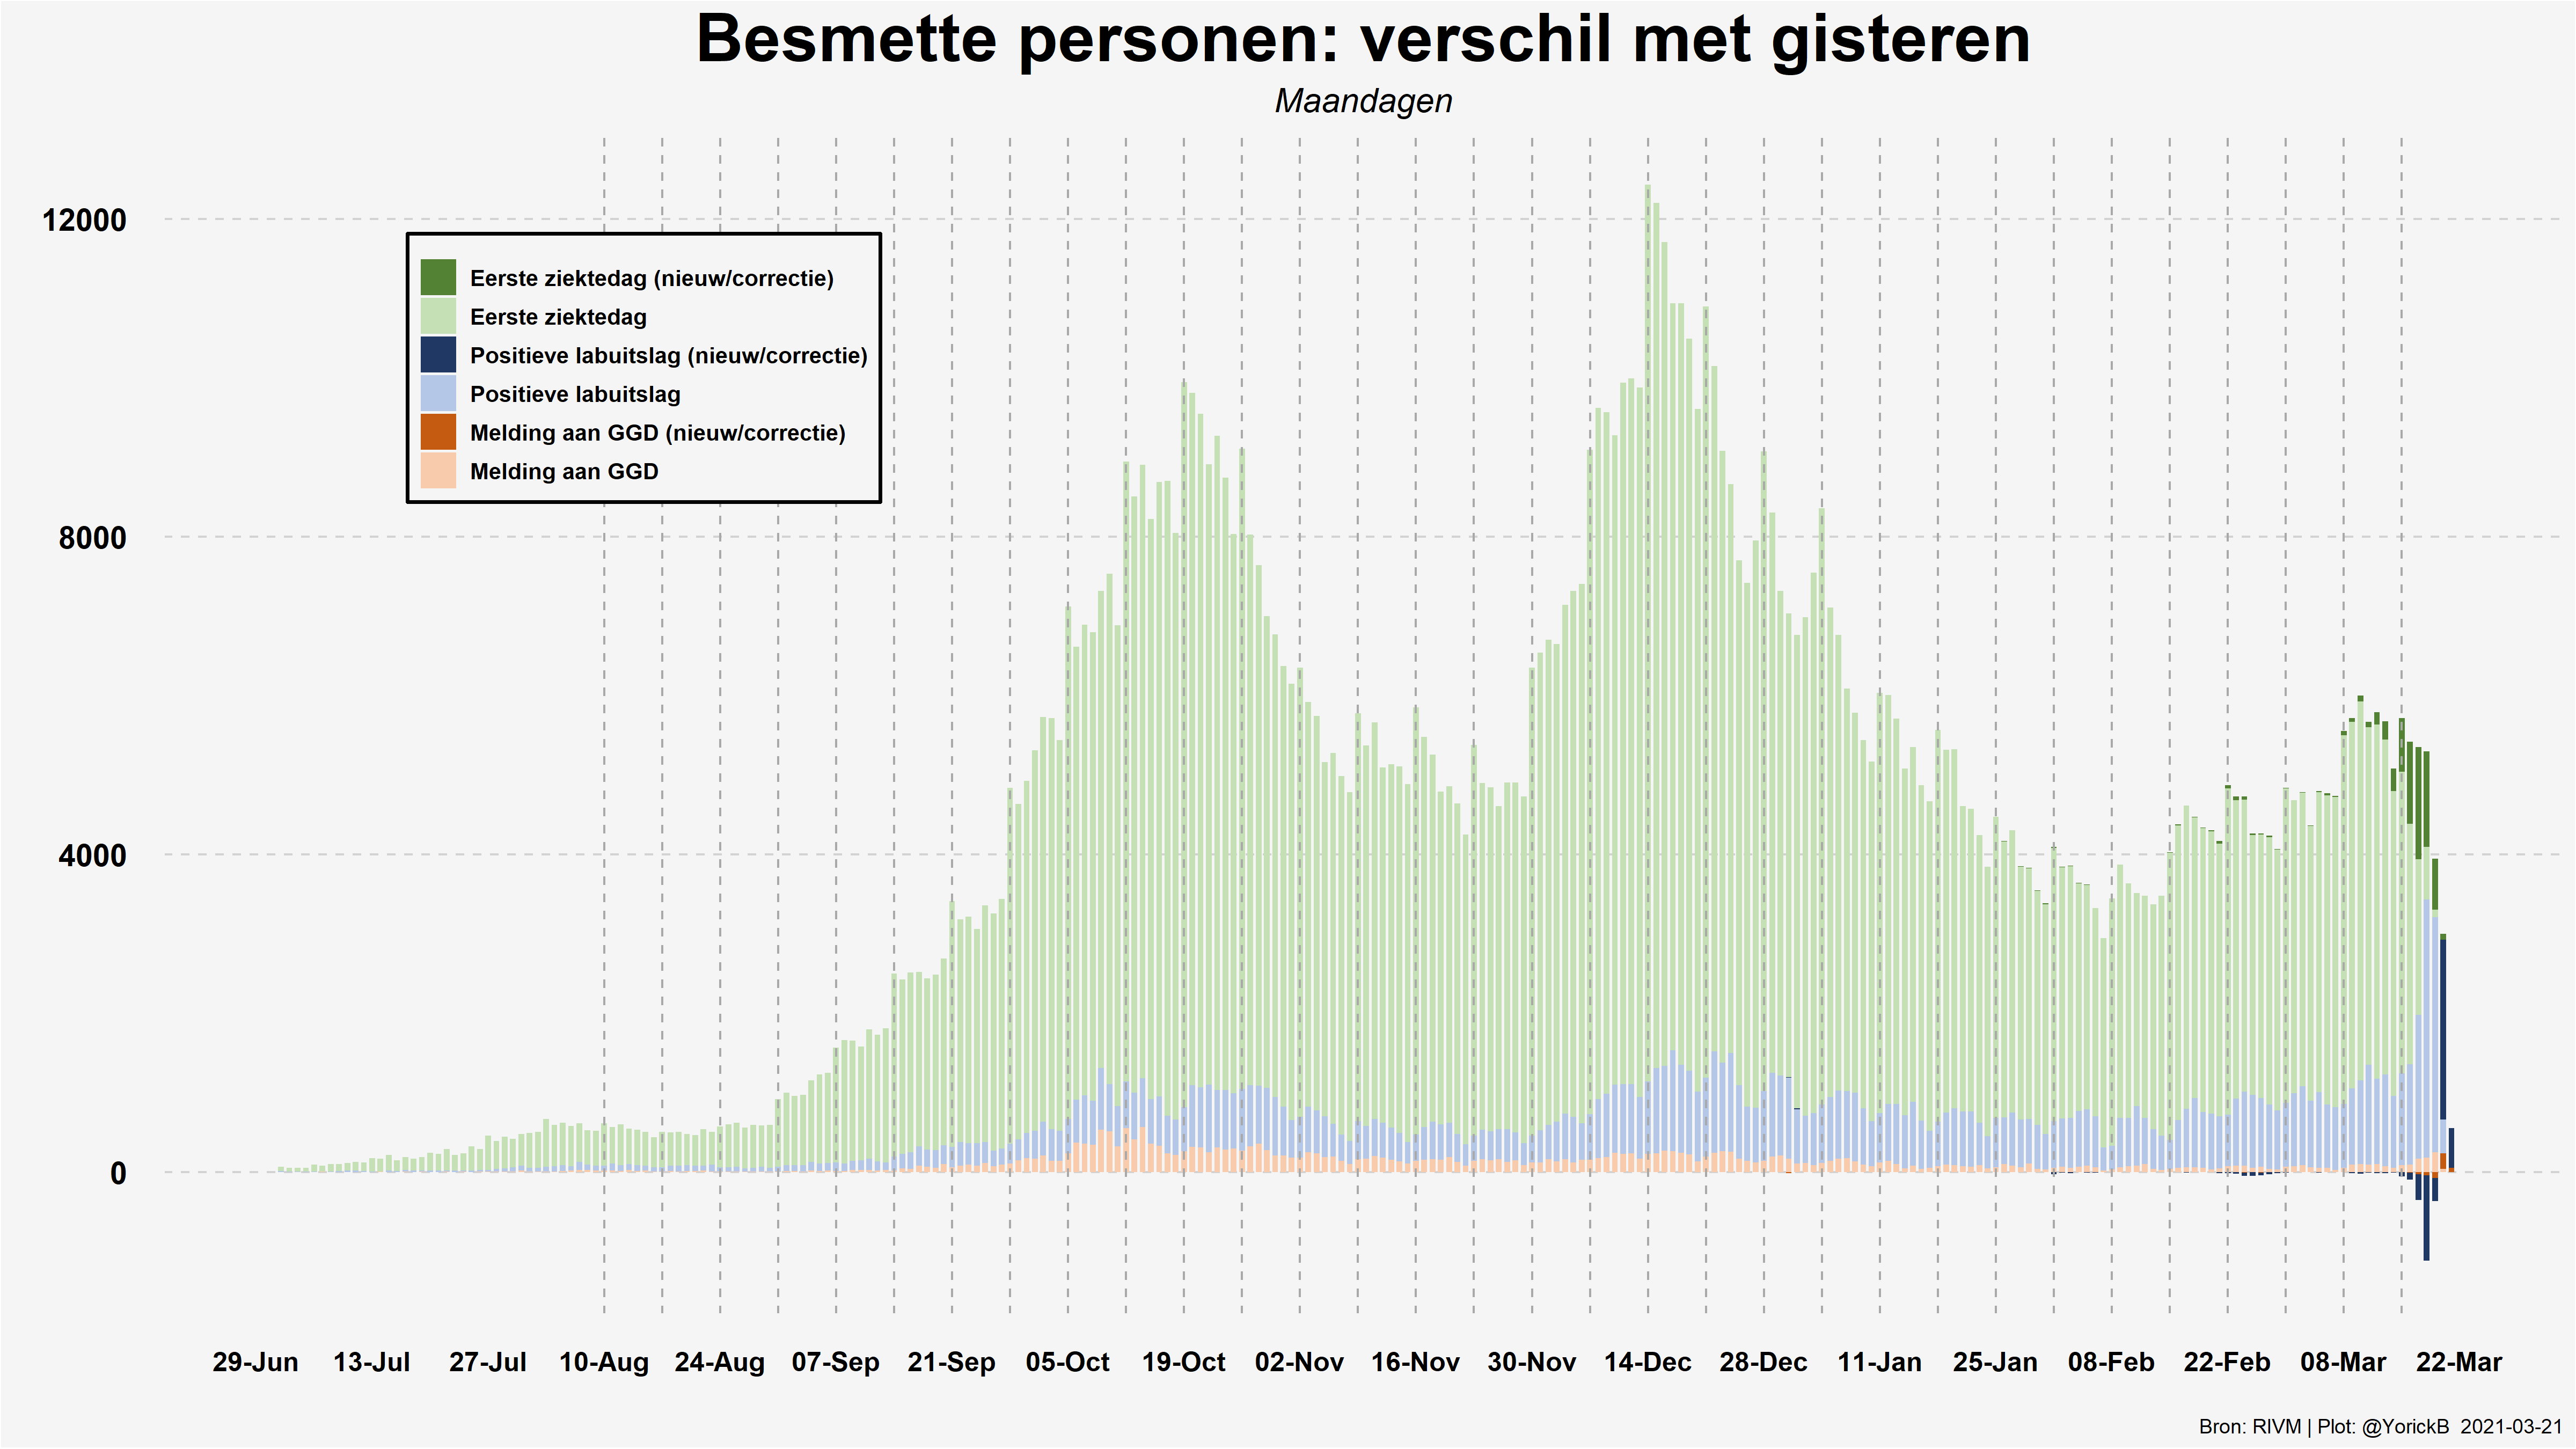 Besmette personen: verschil met gisteren
Maandagen
12000
8000
4000
0
Eerste ziektedag (nieuw/correctie)
Eerste ziektedag
Positieve labuitslag (nieuw/correctie)
Positieve labuitslag
Melding aan GGD (nieuw/correctie)
Melding aan GGD
29-Jun 13-Jul 27-Jul 10-Aug 24-Aug 07-Sep 21-Sep 05-Oct 19-Oct 02-Nov 16-Nov 30-Nov 14-Dec 28-Dec 11-Jan 25-Jan 08-Feb 22-Feb 08-Mar 22-Mar
Bron: RIVM | Plot: @YorickB 2021-03-21